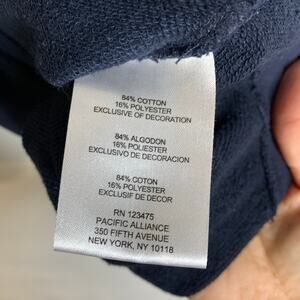 84% COTTON
16% POLYESTER
EXCLUSIVE OF DECORATION
84% ALGODON
16% POLIESTER
EXCLUSIVO DE DECORACION
84% COTON
16% POLYESTER
EXCLUSIF DE DECOR
RN 123475
PACIFIC ALLIANCE
350 FIFTH AVENUE
NEW YORK, NY 10118